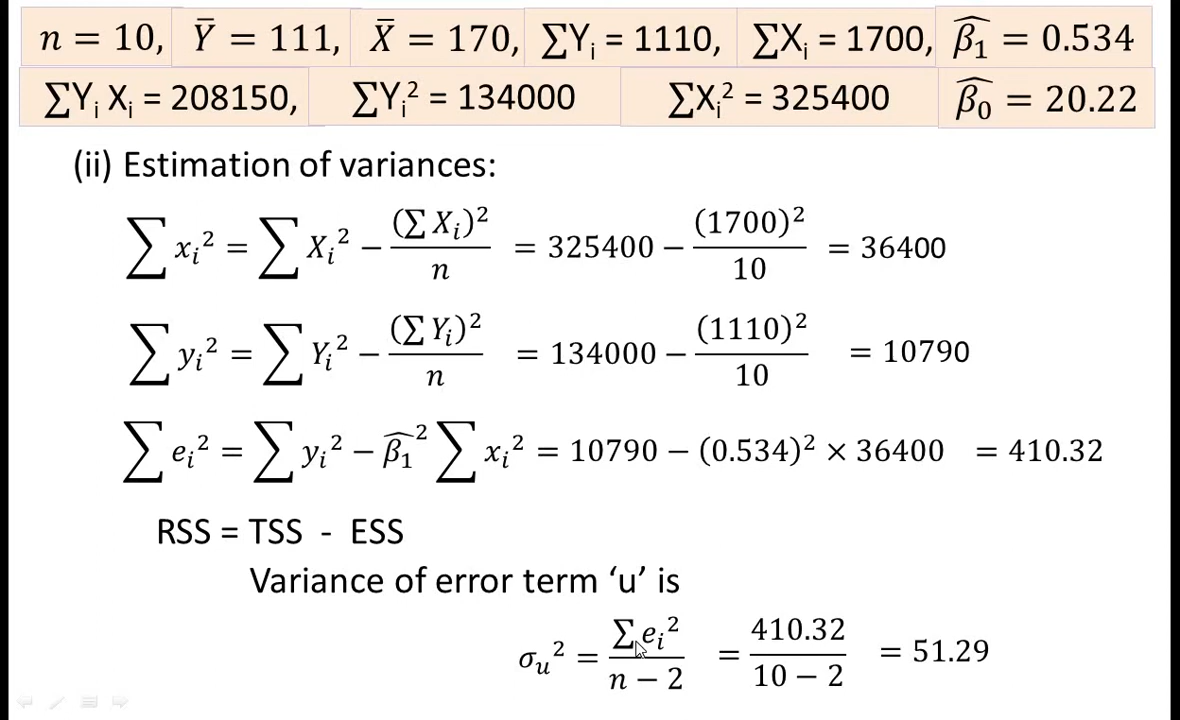 n = 10, Ȳ = 111, X̄ = 170, ∑Yᵢ = 1110, ∑Xᵢ = 1700, β̂₁ = 0.534
∑Yᵢ Xᵢ = 208150, ∑Yᵢ² = 134000 ∑Xᵢ² = 325400 β̂₀ = 20.22
(ii) Estimation of variances:
∑ xᵢ² = ∑ Xᵢ² − (∑ Xᵢ)² / n = 325400 − (1700)² / 10 = 36400
∑ yᵢ² = ∑ Yᵢ² − (∑ Yᵢ)² / n = 134000 − (1110)² / 10 = 10790
∑ eᵢ² = ∑ yᵢ² − β̂₁² ∑ xᵢ² = 10790 − (0.534)² × 36400 = 410.32
RSS = TSS - ESS
Variance of error term ‘u’ is
σᵤ² = ∑ eᵢ² / n − 2 = 410.32 / 10 − 2 = 51.29